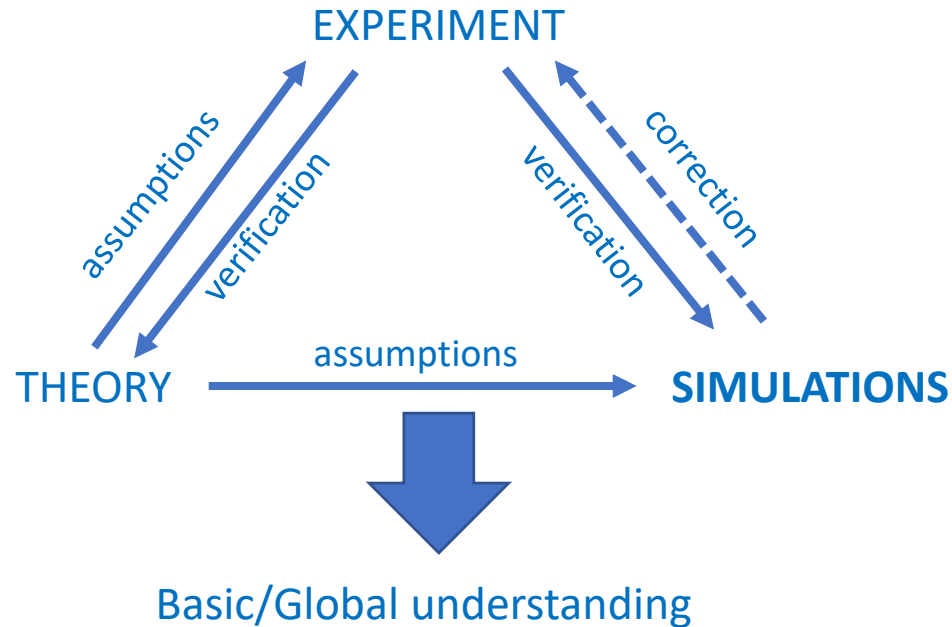 EXPERIMENT
assumptions
verification
verification
correction
assumptions
THEORY
SIMULATIONS
Basic/Global understanding